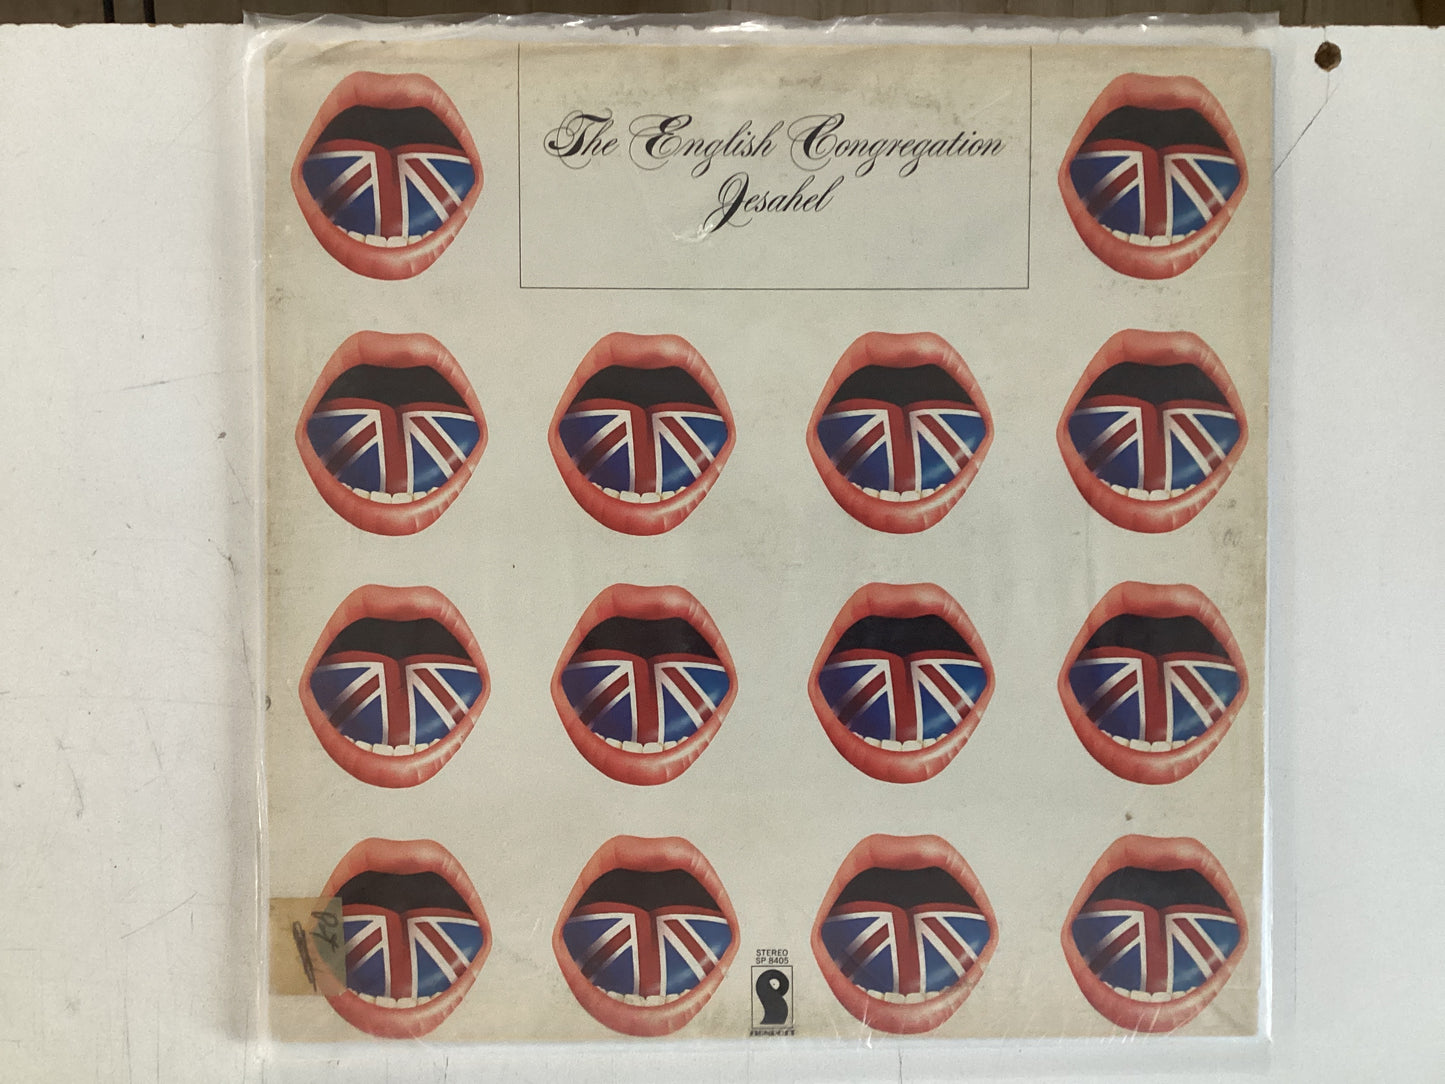 The English Congregation
Jesahel
STEREO
SP 8405